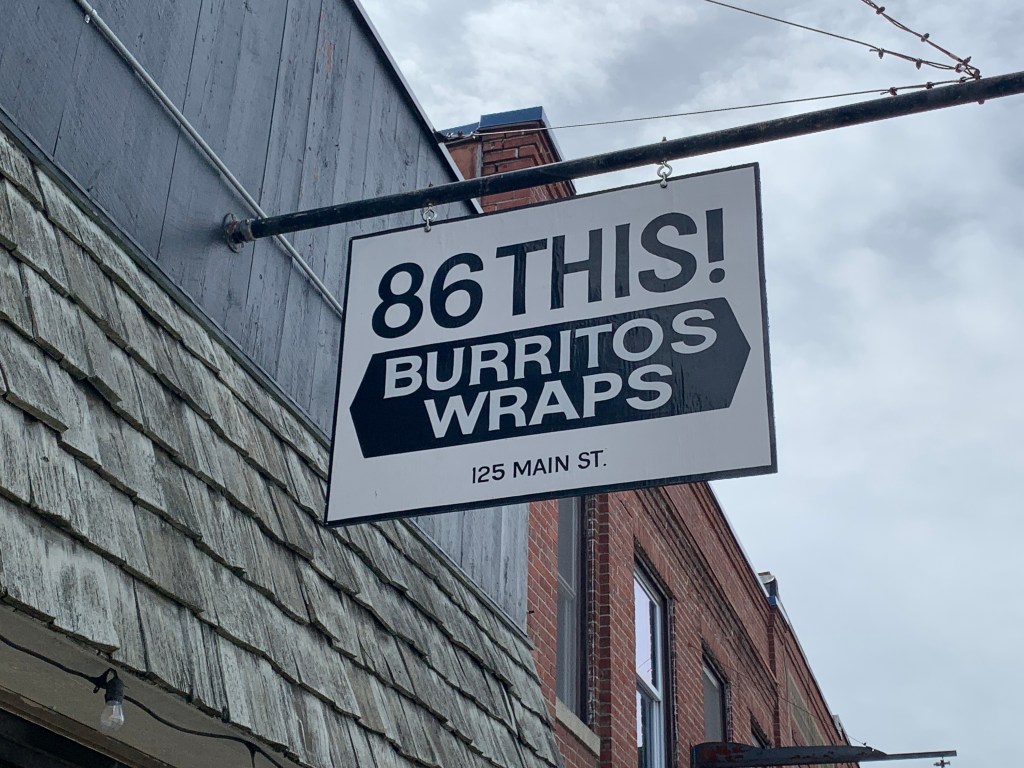 86 THIS!
BURRITOS
WRAPS
125 MAIN ST.